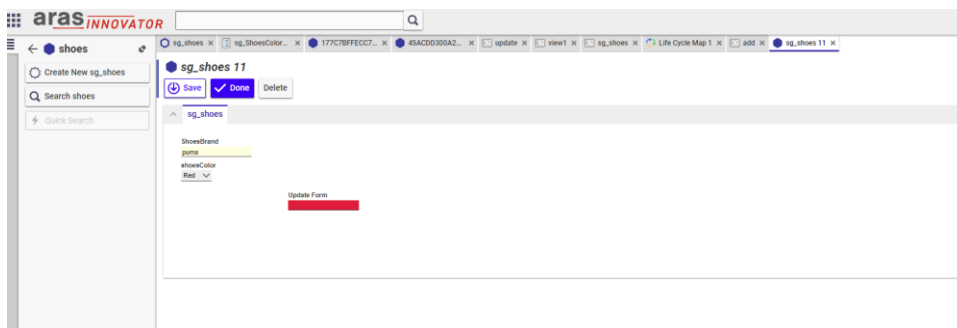 aras INNOVATOR
shoes
Create New sg_shoes
Search shoes
Quick Search
sg_shoes
sg_ShoesColor...
177C7BFFECC7...
45ACDD300A2...
update
view1
sg_shoes
Life Cycle Map 1
add
sg_shoes 11
sg_shoes 11
Save
Done
Delete
sg_shoes
ShoesBrand
puma
shoesColor
Red
Update Form